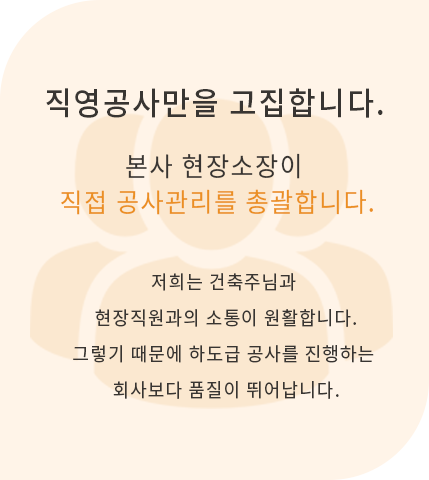 직영공사만을 고집합니다.
본사 현장소장이
직접 공사관리를 총괄합니다.
저희는 건축주님과
현장직원과의 소통이 원활합니다.
그렇기 때문에 하도급 공사를 진행하는
회사보다 품질이 뛰어납니다.